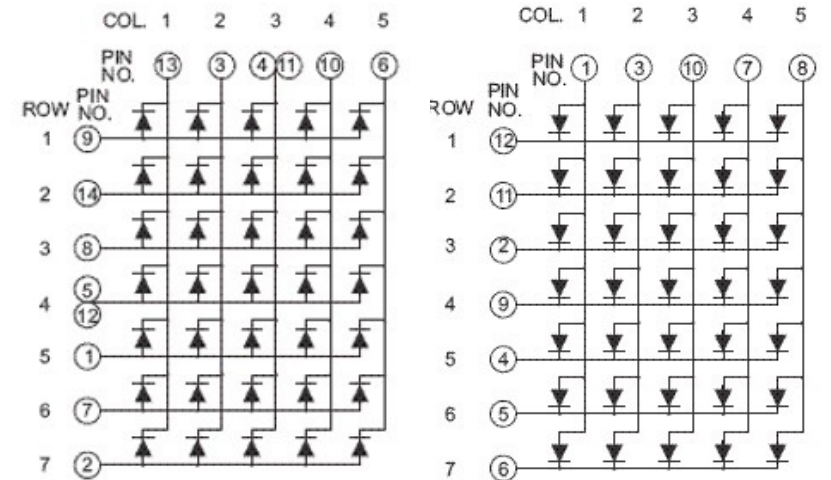 COL. 1 2 3 4 5
PIN NO. 13 3 4 11 10 6
ROW PIN NO.
1 9
2 14
3 8
4 5 12
5 1
6 7
7 2
COL. 1 2 3 4 5
PIN NO. 1 3 10 7 8
ROW PIN NO.
1 12
2 11
3 2
4 9
5 4
6 5
7 6